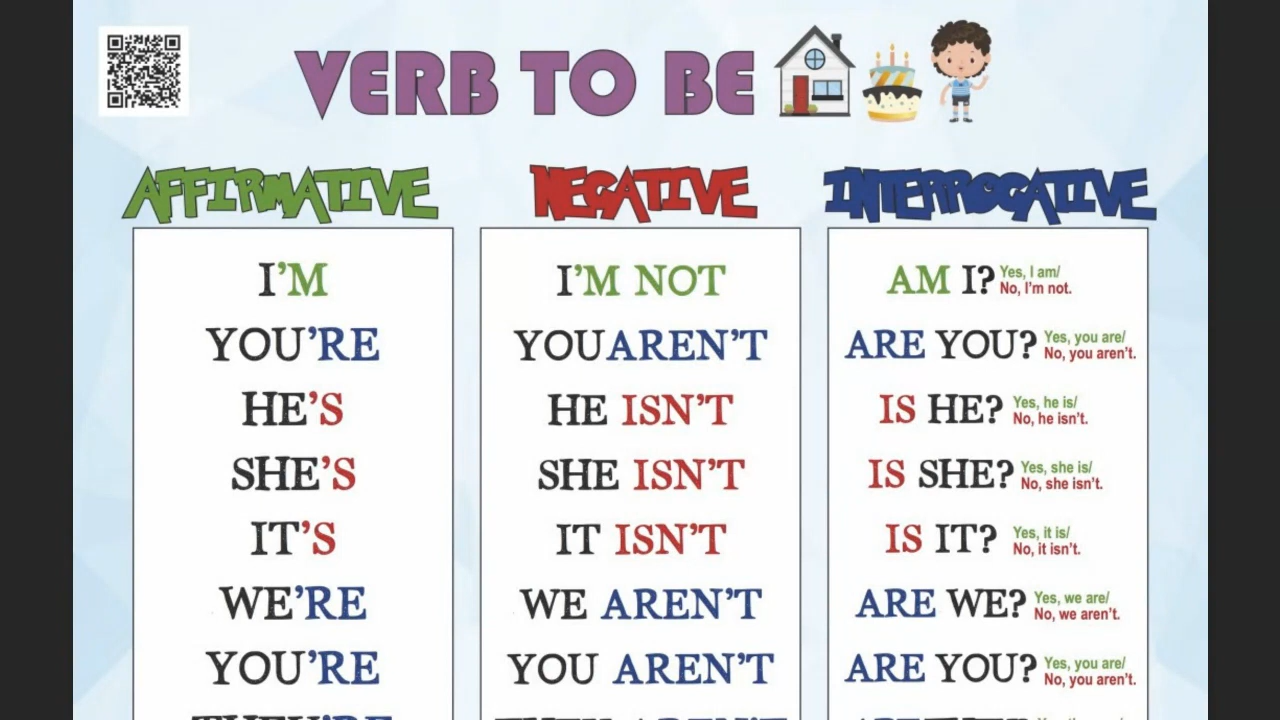 VERB TO BE
AFFIRMATIVE
I'M
YOU'RE
HE'S
SHE'S
IT'S
WE'RE
YOU'RE
THEY'RE
NEGATIVE
I'M NOT
YOU AREN'T
HE ISN'T
SHE ISN'T
IT ISN'T
WE AREN'T
YOU AREN'T
THEY AREN'T
INTERROGATIVE
AM I? Yes, I am/
No, I'm not.
ARE YOU? Yes, you are/
No, you aren't.
IS HE? Yes, he is/
No, he isn't.
IS SHE? Yes, she is/
No, she isn't.
IS IT? Yes, it is/
No, it isn't.
ARE WE? Yes, we are/
No, we aren't.
ARE YOU? Yes, you are/
No, you aren't.